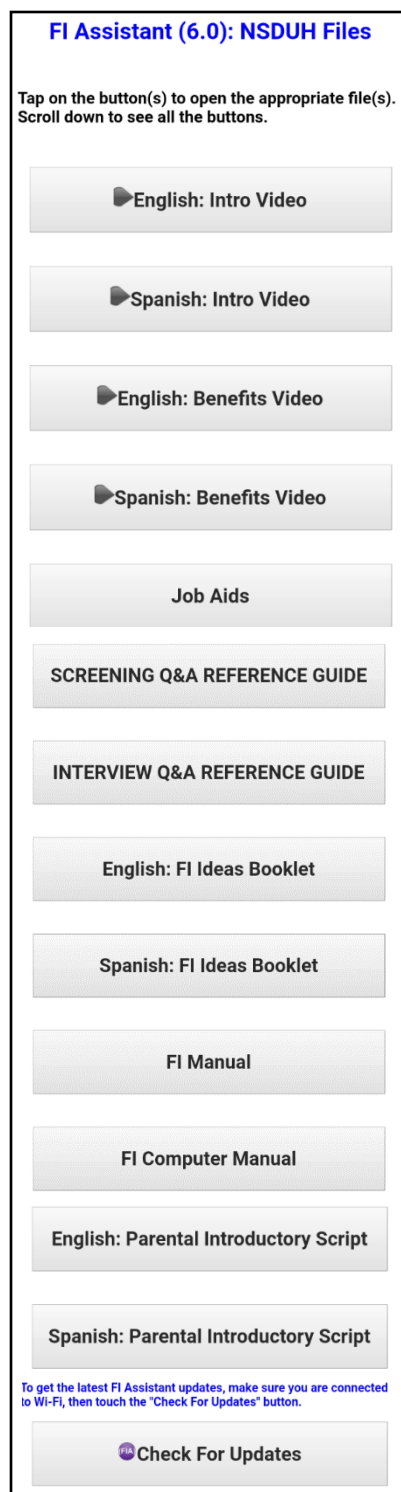 FI Assistant (6.0): NSDUH Files
Tap on the button(s) to open the appropriate file(s).
Scroll down to see all the buttons.
English: Intro Video
Spanish: Intro Video
English: Benefits Video
Spanish: Benefits Video
Job Aids
SCREENING Q&A REFERENCE GUIDE
INTERVIEW Q&A REFERENCE GUIDE
English: FI Ideas Booklet
Spanish: FI Ideas Booklet
FI Manual
FI Computer Manual
English: Parental Introductory Script
Spanish: Parental Introductory Script
To get the latest FI Assistant updates, make sure you are connected
to Wi-Fi, then touch the "Check For Updates" button.
FIA Check For Updates